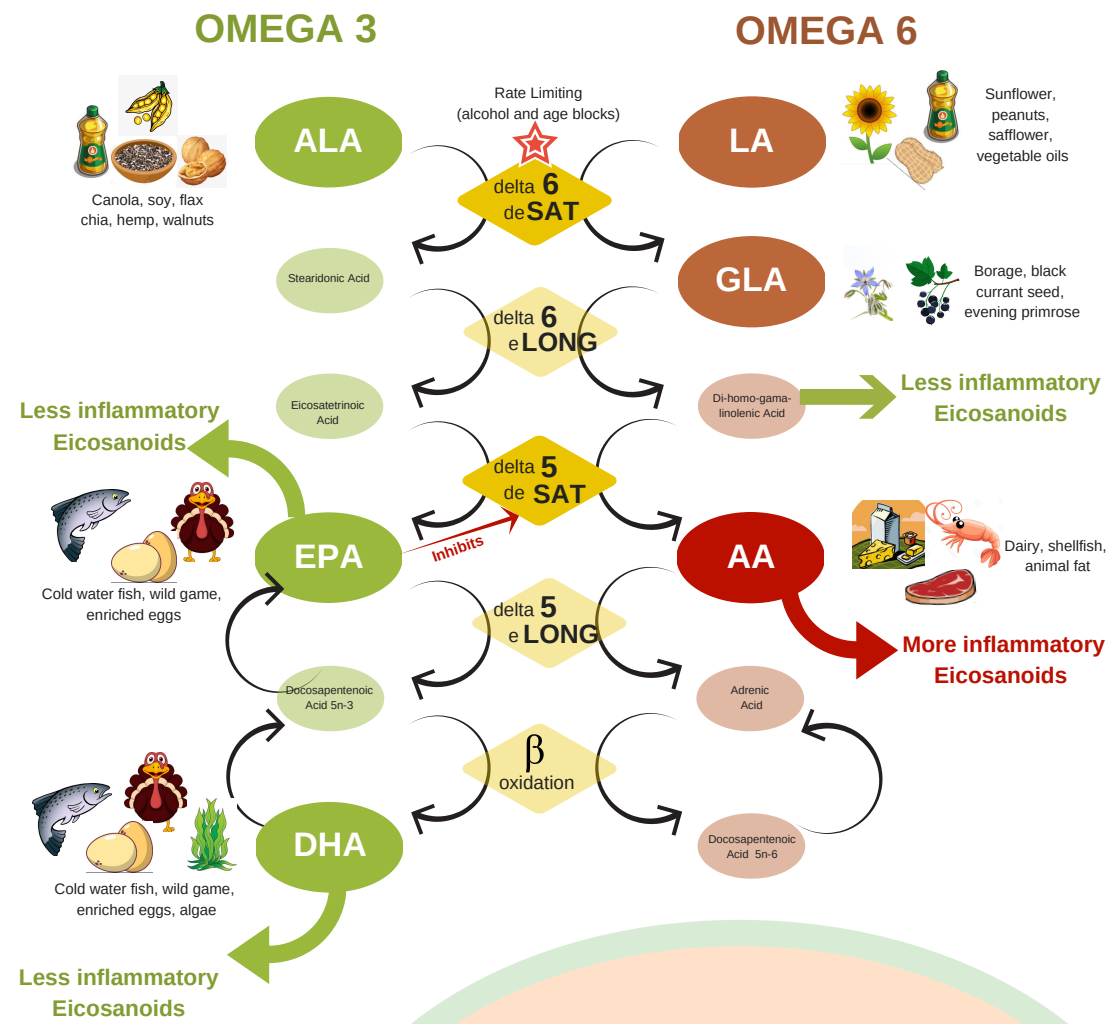 OMEGA 3
OMEGA 6
Rate Limiting
(alcohol and age blocks)
ALA
LA
Sunflower,
peanuts,
safflower,
vegetable oils
Canola, soy, flax
chia, hemp, walnuts
delta 6
deSAT
Stearidonic Acid
GLA
Borage, black
currant seed,
evening primrose
delta 6
eLONG
Eicosatetrinoic
Acid
Di-homo-gama-
linolenic Acid
Less inflammatory
Eicosanoids
Less inflammatory
Eicosanoids
delta 5
de SAT
EPA
Inhibits
AA
Dairy, shellfish,
animal fat
Cold water fish, wild game,
enriched eggs
delta 5
eLONG
More inflammatory
Eicosanoids
Docosapentenoic
Acid 5n-3
Adrenic
Acid
β
oxidation
DHA
Docosapentenoic
Acid 5n-6
Cold water fish, wild game,
enriched eggs, algae
Less inflammatory
Eicosanoids